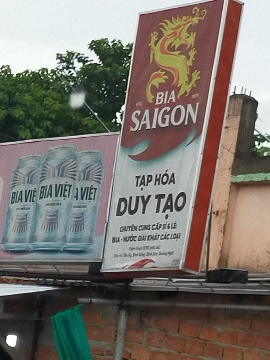 BIA
SAIGON
BIA VIỆT
BIA VIỆT
A VIỆT
TẠP HÓA
DUY TẠO
CHUYÊN CUNG CẤP SỈ & LẺ:
BIA - NƯỚC GIẢI KHÁT CÁC LOẠI